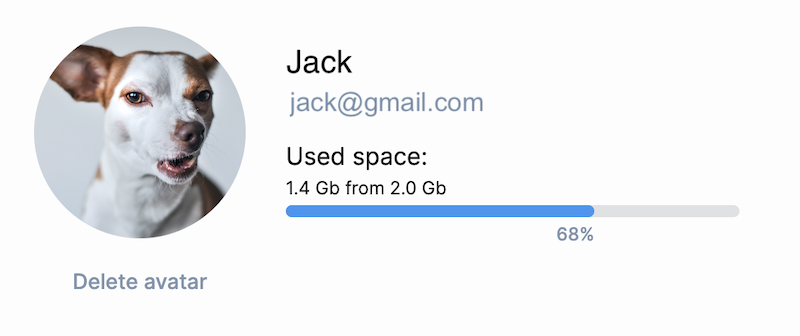 Jack
jack@gmail.com
Used space:
1.4 Gb from 2.0 Gb
68%
Delete avatar